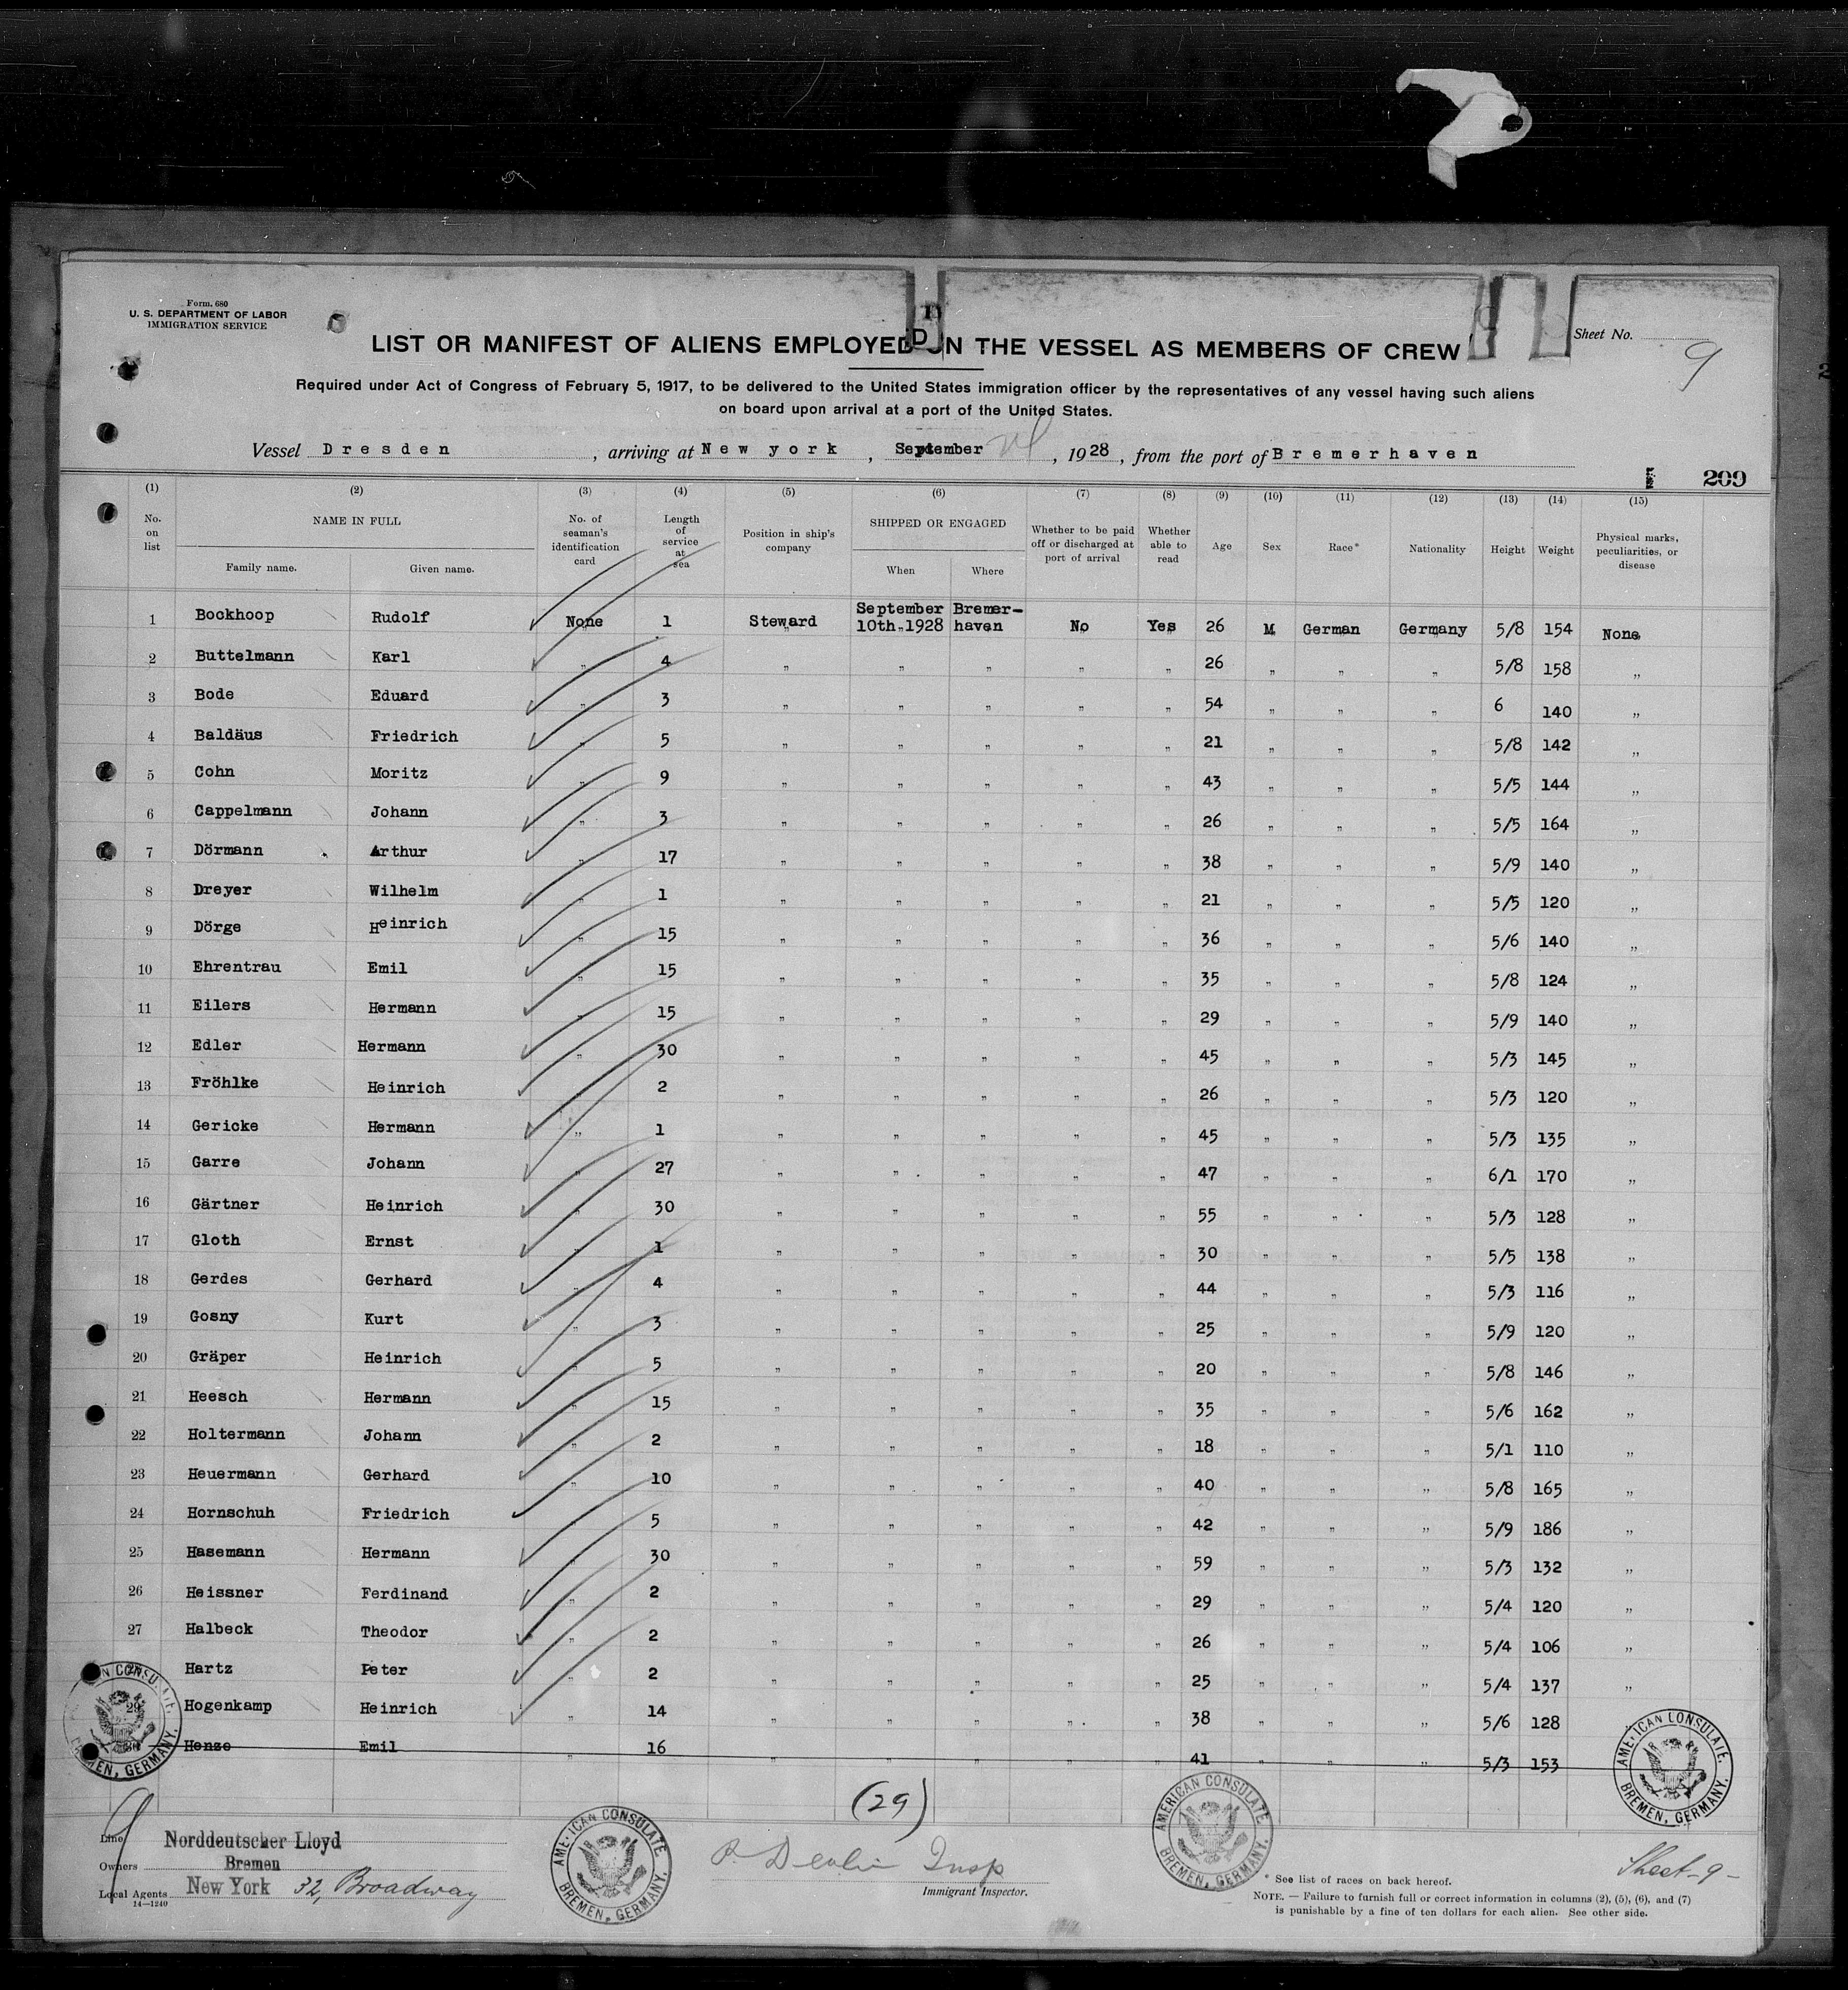 Form. 680
U. S. DEPARTMENT OF LABOR
IMMIGRATION SERVICE
LIST OR MANIFEST OF ALIENS EMPLOYED ON THE VESSEL AS MEMBERS OF CREW
Sheet No. 9
Required under Act of Congress of February 5, 1917, to be delivered to the United States immigration officer by the representatives of any vessel having such aliens
on board upon arrival at a port of the United States.
Vessel Dresden, arriving at New york, September, 1928, from the port of Bremerhaven
209
(1) (2) (3) (4) (5) (6) (7) (8) (9) (10) (11) (12) (13) (14) (15)
No. on list NAME IN FULL Family name. Given name. No. of seaman's identification card Length of service at sea Position in ship's company SHIPPED OR ENGAGED When Where Whether to be paid off or discharged at port of arrival Whether able to read Age Sex Race* Nationality Height Weight Physical marks, peculiarities, or disease
1 Bockhoop Rudolf None 1 Steward September 10th 1928 Bremer-haven No Yes 26 M German Germany 5/8 154 None
2 Buttelmann Karl „ 4 „ „ „ „ „ 26 „ „ „ 5/8 158 „
3 Bode Eduard „ 3 „ „ „ „ „ 54 „ „ „ 6 140 „
4 Baldäus Friedrich „ 5 „ „ „ „ „ 21 „ „ „ 5/8 142 „
5 Cohn Moritz „ 9 „ „ „ „ „ 43 „ „ „ 5/5 144 „
6 Cappelmann Johann „ 3 „ „ „ „ „ 26 „ „ „ 5/5 164 „
7 Dörmann Arthur „ 17 „ „ „ „ „ 38 „ „ „ 5/9 140 „
8 Dreyer Wilhelm „ 1 „ „ „ „ „ 21 „ „ „ 5/5 120 „
9 Dörge Heinrich „ 15 „ „ „ „ „ 36 „ „ „ 5/6 140 „
10 Ehrentrau Emil „ 15 „ „ „ „ „ 35 „ „ „ 5/8 124 „
11 Eilers Hermann „ 15 „ „ „ „ „ 29 „ „ „ 5/9 140 „
12 Edler Hermann „ 30 „ „ „ „ „ 45 „ „ „ 5/3 145 „
13 Fröhlke Heinrich „ 2 „ „ „ „ „ 26 „ „ „ 5/3 120 „
14 Gericke Hermann „ 1 „ „ „ „ „ 45 „ „ „ 5/3 135 „
15 Garre Johann „ 27 „ „ „ „ „ 47 „ „ „ 6/1 170 „
16 Gärtner Heinrich „ 30 „ „ „ „ „ 55 „ „ „ 5/3 128 „
17 Gloth Ernst „ 1 „ „ „ „ „ 30 „ „ „ 5/5 138 „
18 Gerdes Gerhard „ 4 „ „ „ „ „ 44 „ „ „ 5/3 116 „
19 Gosny Kurt „ 3 „ „ „ „ „ 25 „ „ „ 5/9 120 „
20 Gräper Heinrich „ 5 „ „ „ „ „ 20 „ „ „ 5/8 146 „
21 Heesch Hermann „ 15 „ „ „ „ „ 35 „ „ „ 5/6 162 „
22 Holtermann Johann „ 2 „ „ „ „ „ 18 „ „ „ 5/1 110 „
23 Heuermann Gerhard „ 10 „ „ „ „ „ 40 „ „ „ 5/8 165 „
24 Hornschuh Friedrich „ 5 „ „ „ „ „ 42 „ „ „ 5/9 186 „
25 Hasemann Hermann „ 30 „ „ „ „ „ 59 „ „ „ 5/3 132 „
26 Heissner Ferdinand „ 2 „ „ „ „ „ 29 „ „ „ 5/4 120 „
27 Halbeck Theodor „ 2 „ „ „ „ „ 26 „ „ „ 5/4 106 „
28 Hartz Peter „ 2 „ „ „ „ „ 25 „ „ „ 5/4 137 „
29 Hogenkamp Heinrich „ 14 „ „ „ „ „ 38 „ „ „ 5/6 128
30 Henze Emil „ 16 „ „ „ „ „ 41 „ „ „ 5/3 153
AMERICAN CONSULATE. BREMEN, GERMANY.
AMERICAN CONSULATE. BREMEN, GERMANY.
(29)
9
AMERICAN CONSULATE. BREMEN, GERMANY.
AMERICAN CONSULATE. BREMEN, GERMANY.
Line Norddeutscher Lloyd
Owners Bremen
Local Agents New York 32, Broadway
14—1240
P. Devlin Insp
Immigrant Inspector.
Sheet-9-
* See list of races on back hereof.
NOTE. — Failure to furnish full or correct information in columns (2), (5), (6), and (7)
is punishable by a fine of ten dollars for each alien. See other side.